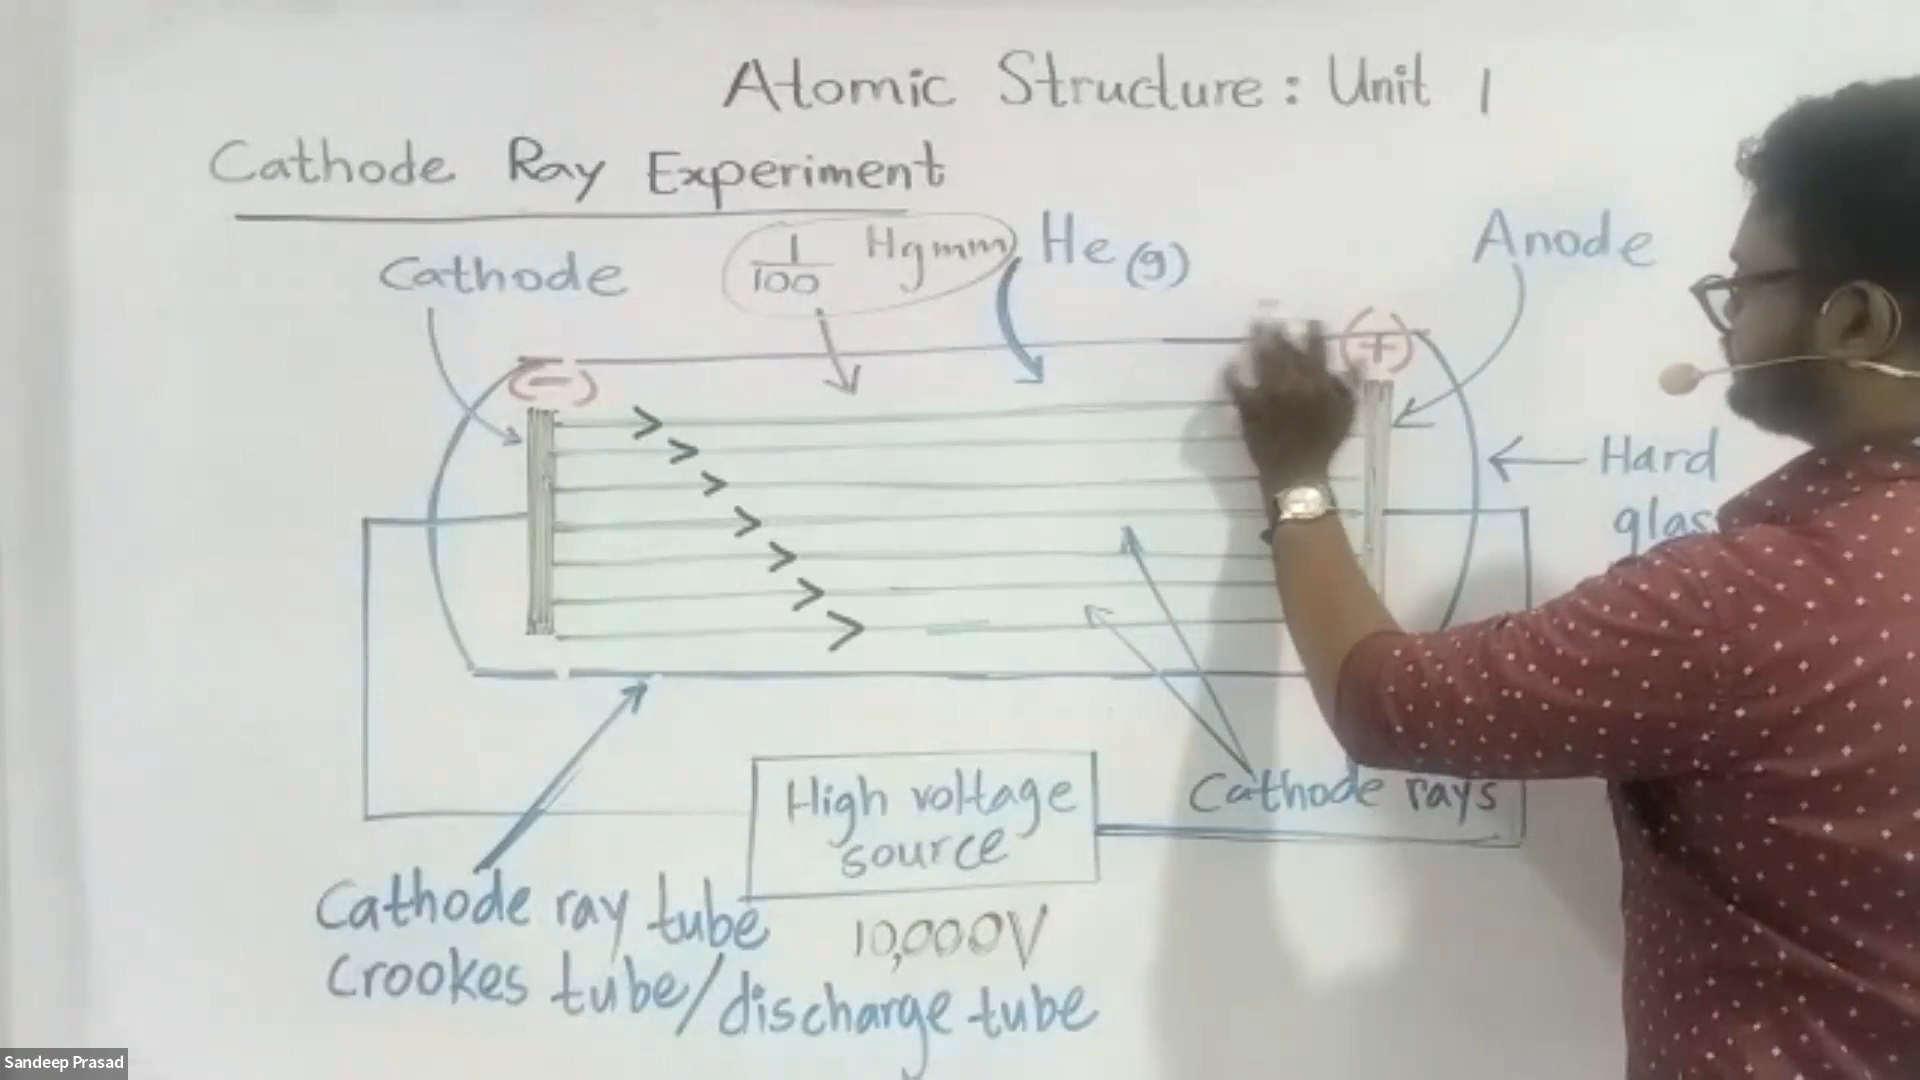 Atomic Structure: Unit 1
Cathode Ray Experiment
Cathode
1/100 Hgmm
He (g)
Anode
(-)
(+)
Hard
glas
High voltage
source
10,000V
Cathode rays
Cathode ray tube
Crookes tube/discharge tube
Sandeep Prasad